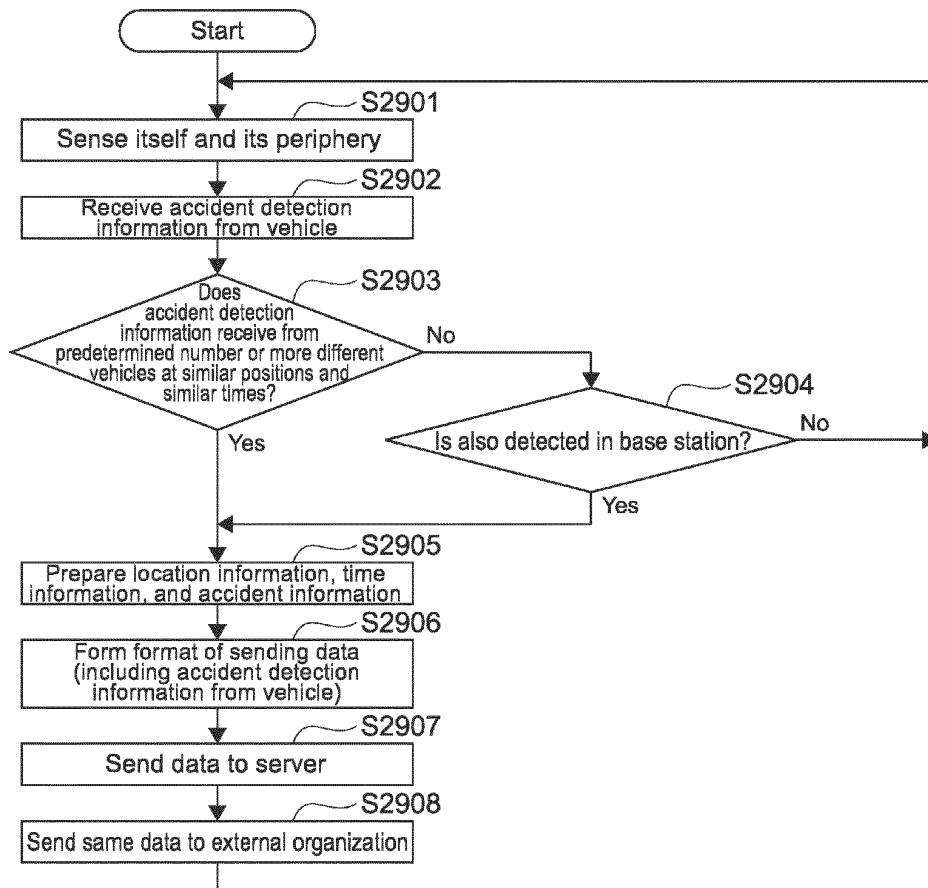 Start
S2901
Sense itself and its periphery
S2902
Receive accident detection
information from vehicle
S2903
Does
accident detection
information receive from
predetermined number or more different
vehicles at similar positions and
similar times?
No
Yes
S2904
Is also detected in base station?
No
Yes
S2905
Prepare location information, time
information, and accident information
S2906
Form format of sending data
(including accident detection
information from vehicle)
S2907
Send data to server
S2908
Send same data to external organization